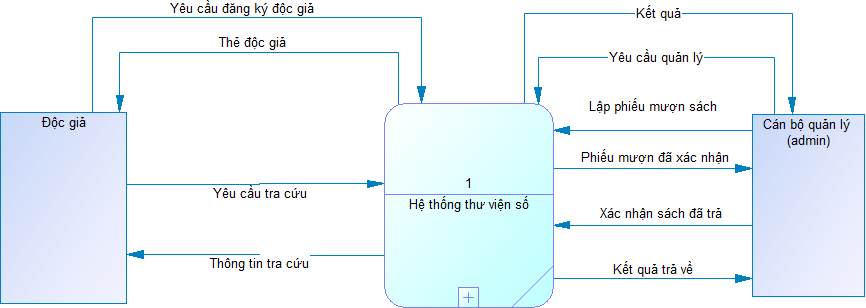 Yêu cầu đăng ký độc giả
Kết quả
Thẻ độc giả
Yêu cầu quản lý
Lập phiếu mượn sách
Độc giả
Cán bộ quản lý
(admin)
Phiếu mượn đã xác nhận
1
Yêu cầu tra cứu
Hệ thống thư viện số
Xác nhận sách đã trả
Thông tin tra cứu
Kết quả trả về